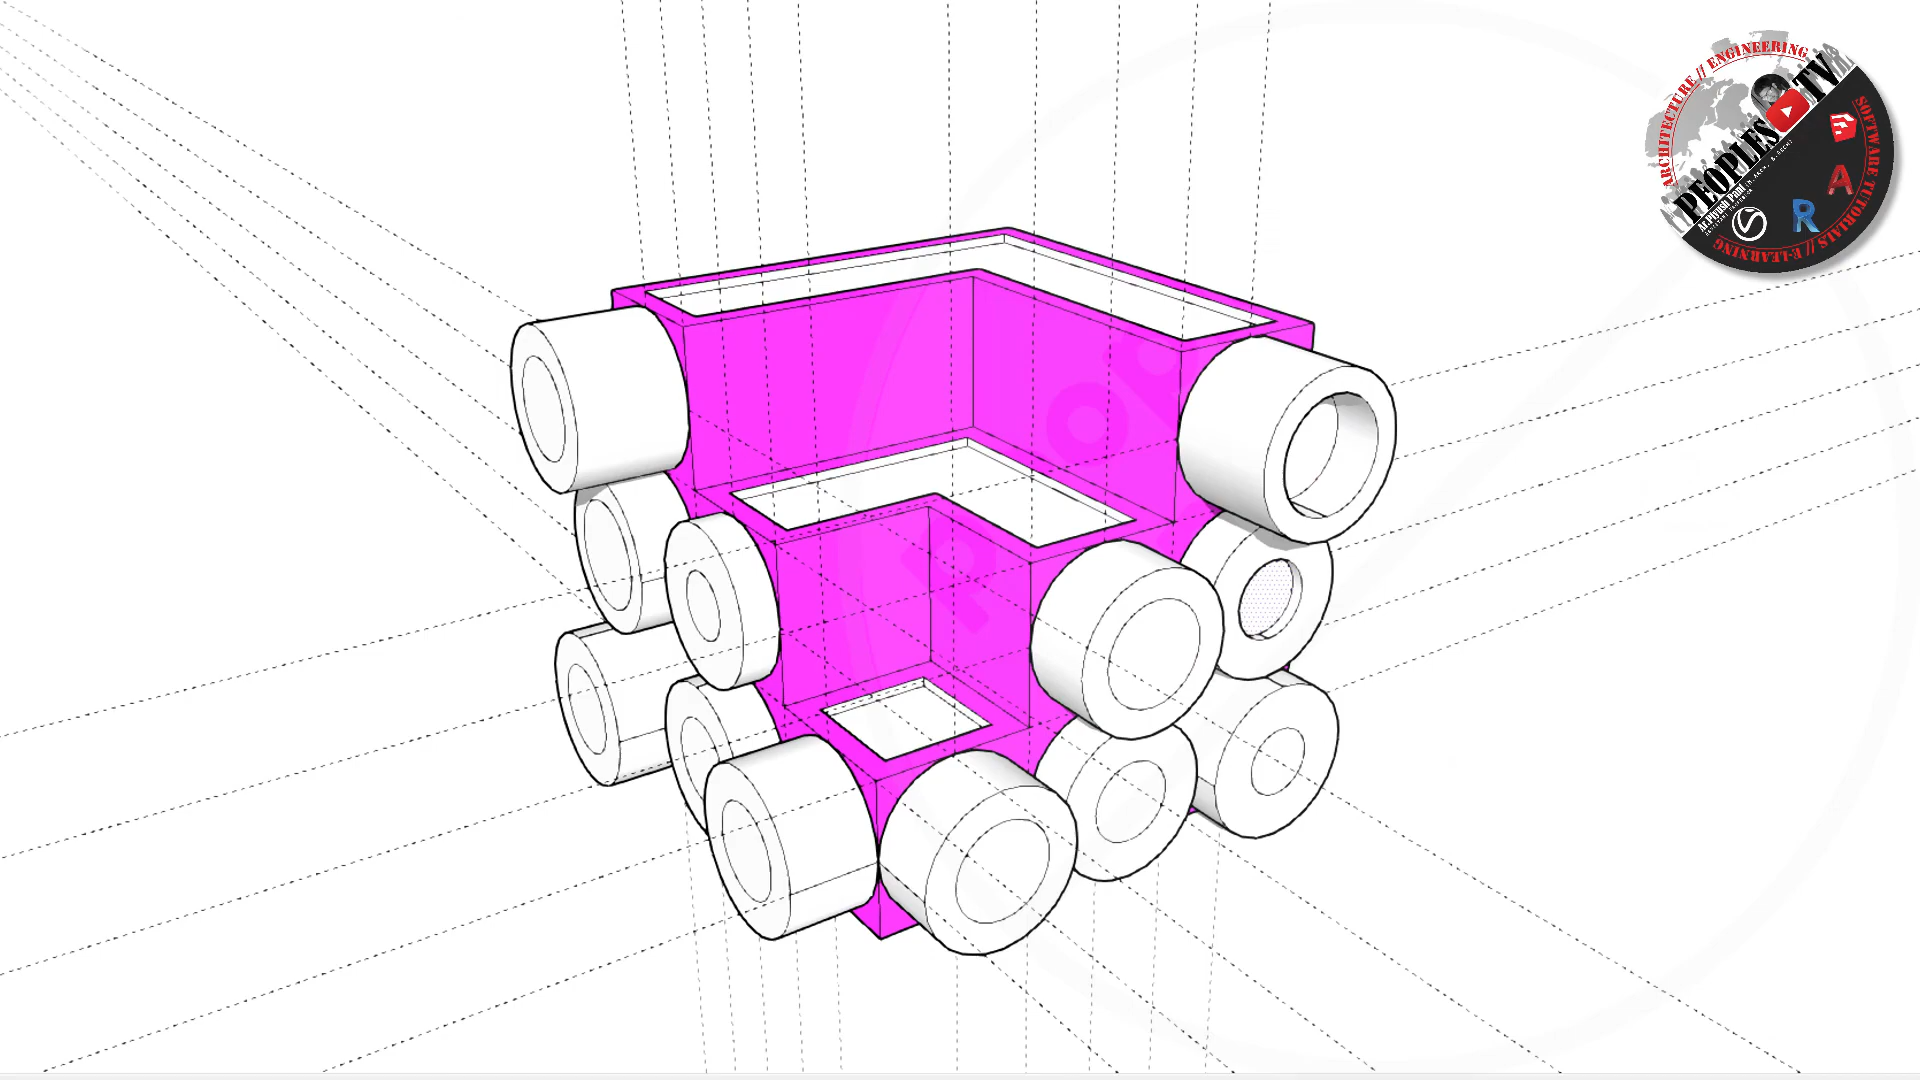 ARCHITECTURE // ENGINEERING
PEOPLES TV
SOFTWARE TUTORIALS // E-LEARNING